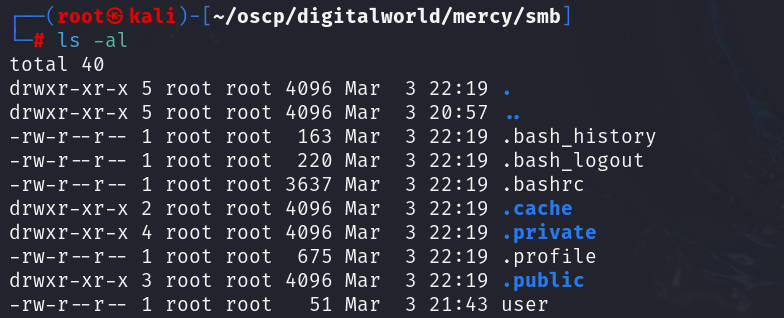 ┌──(root㉿kali)-[~/oscp/digitalworld/mercy/smb]
└─# ls -al
total 40
drwxr-xr-x 5 root root 4096 Mar  3 22:19 .
drwxr-xr-x 5 root root 4096 Mar  3 20:57 ..
-rw-r--r-- 1 root root  163 Mar  3 22:19 .bash_history
-rw-r--r-- 1 root root  220 Mar  3 22:19 .bash_logout
-rw-r--r-- 1 root root 3637 Mar  3 22:19 .bashrc
drwxr-xr-x 2 root root 4096 Mar  3 22:19 .cache
drwxr-xr-x 4 root root 4096 Mar  3 22:19 .private
-rw-r--r-- 1 root root  675 Mar  3 22:19 .profile
drwxr-xr-x 3 root root 4096 Mar  3 22:19 .public
-rw-r--r-- 1 root root   51 Mar  3 21:43 user